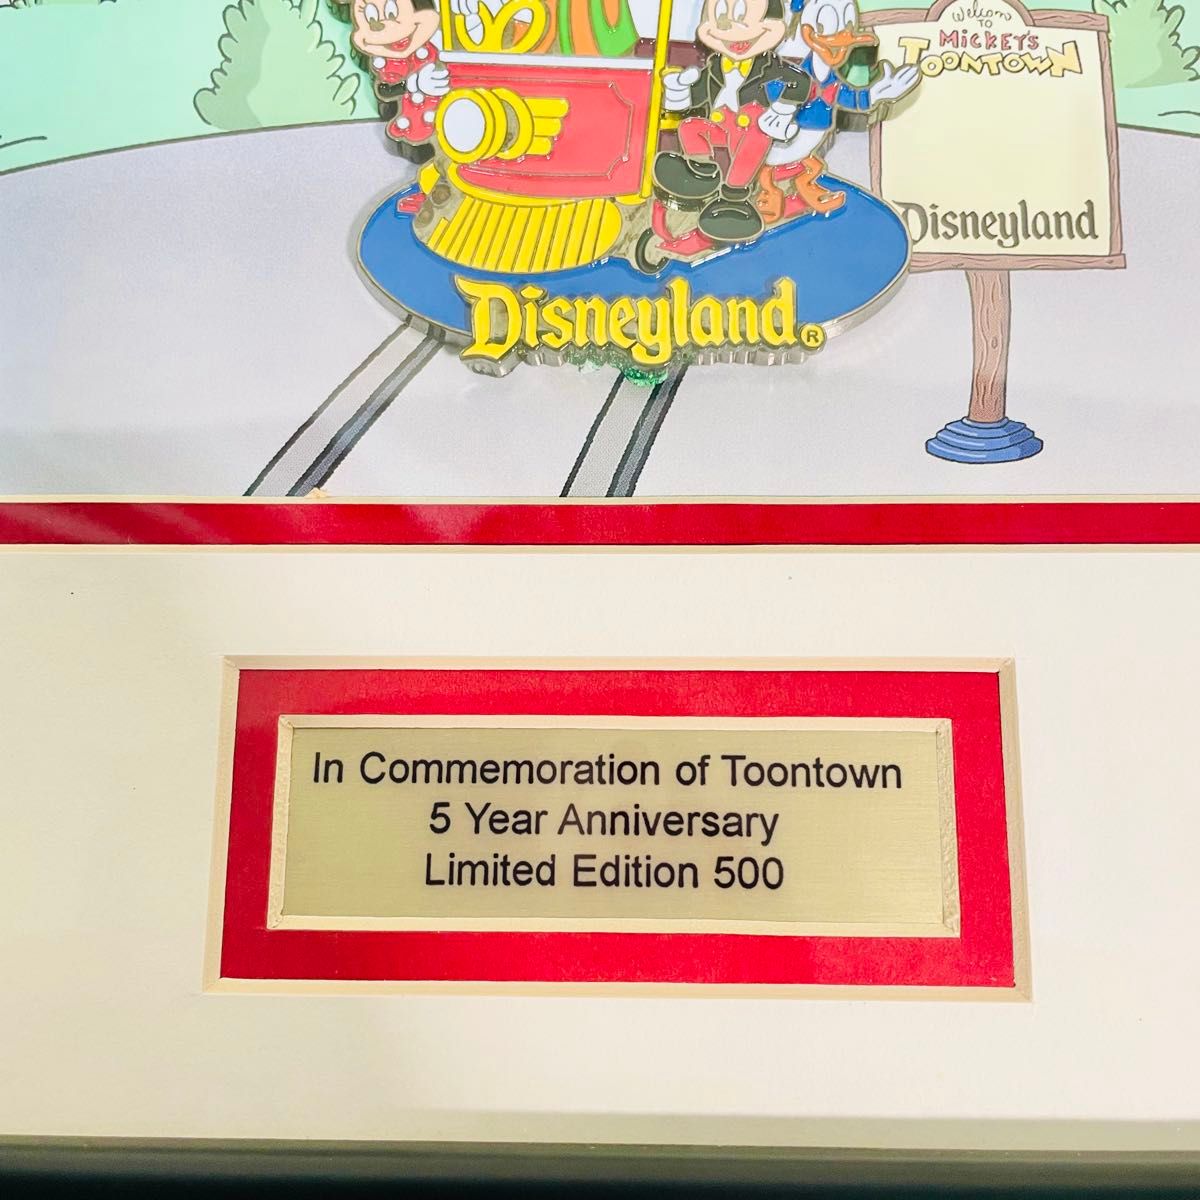 Welcome
TO
MICKEY'S
TOONTOWN
Disneyland
Disneyland®
In Commemoration of Toontown
5 Year Anniversary
Limited Edition 500